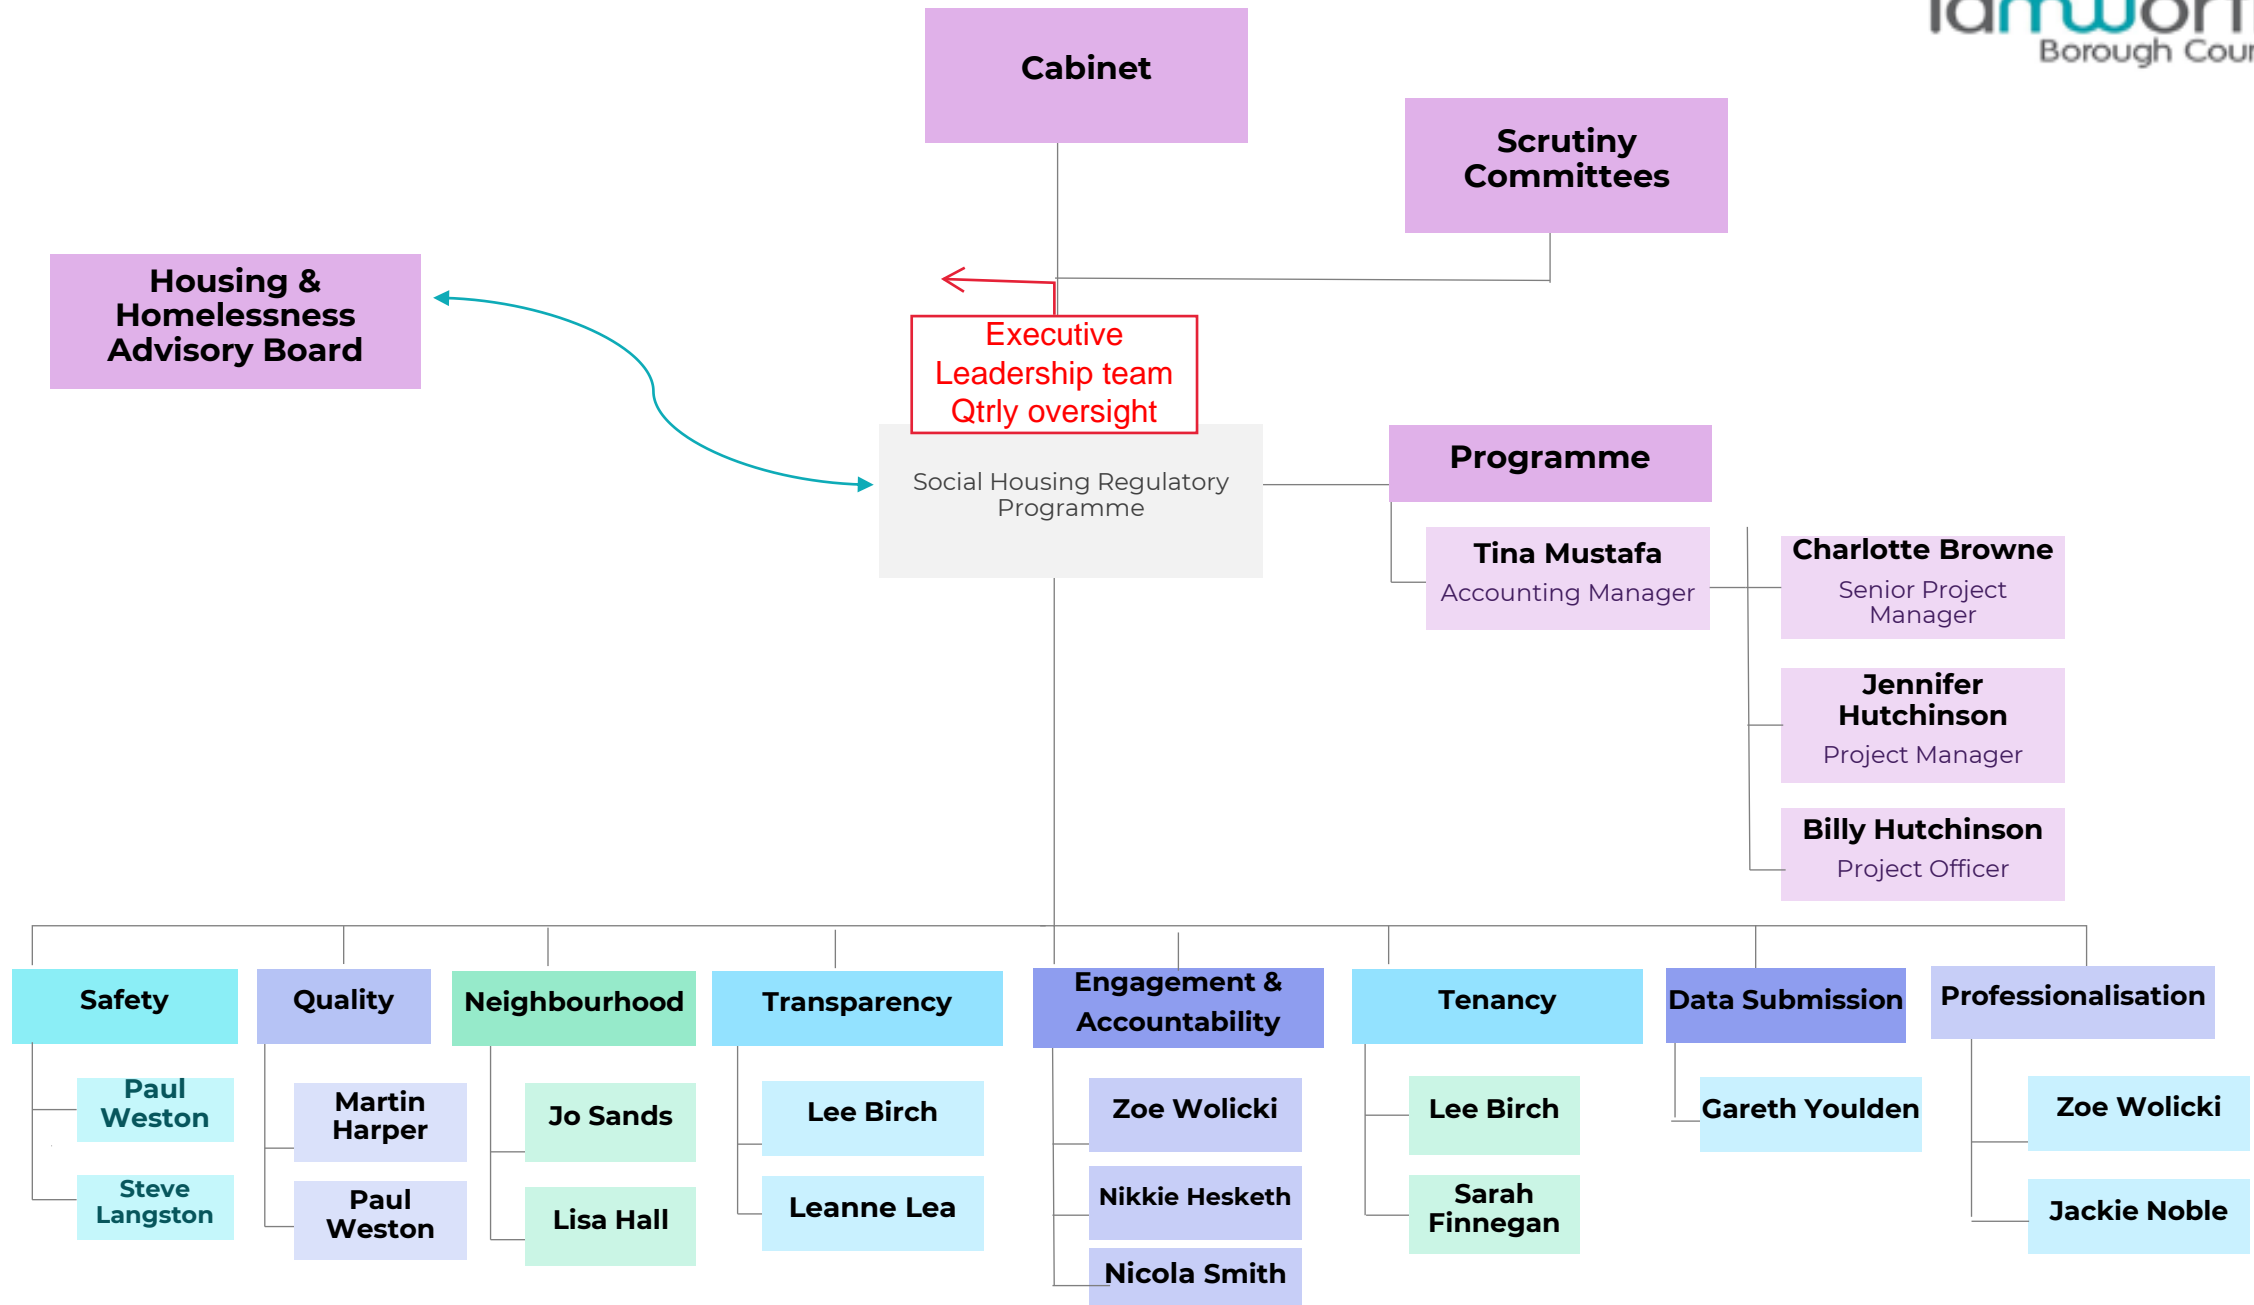 Borough
Cabinet
Scrutiny
Committees
Housing &
Homelessness
Advisory Board
Executive
Leadership team
Qtrly oversight
Social Housing Regulatory
Programme
Programme
Tina Mustafa
Accounting Manager
Charlotte Browne
Senior Project
Manager
Jennifer
Hutchinson
Project Manager
Billy Hutchinson
Project Officer
Safety
Quality
Neighbourhood
Transparency
Engagement &
Accountability
Tenancy
Data Submission
Professionalisation
Paul
Weston
Steve
Langston
Martin
Harper
Paul
Weston
Jo Sands
Lisa Hall
Lee Birch
Leanne Lea
Zoe Wolicki
Nikkie Hesketh
Nicola Smith
Lee Birch
Sarah
Finnegan
Gareth Youlden
Zoe Wolicki
Jackie Noble